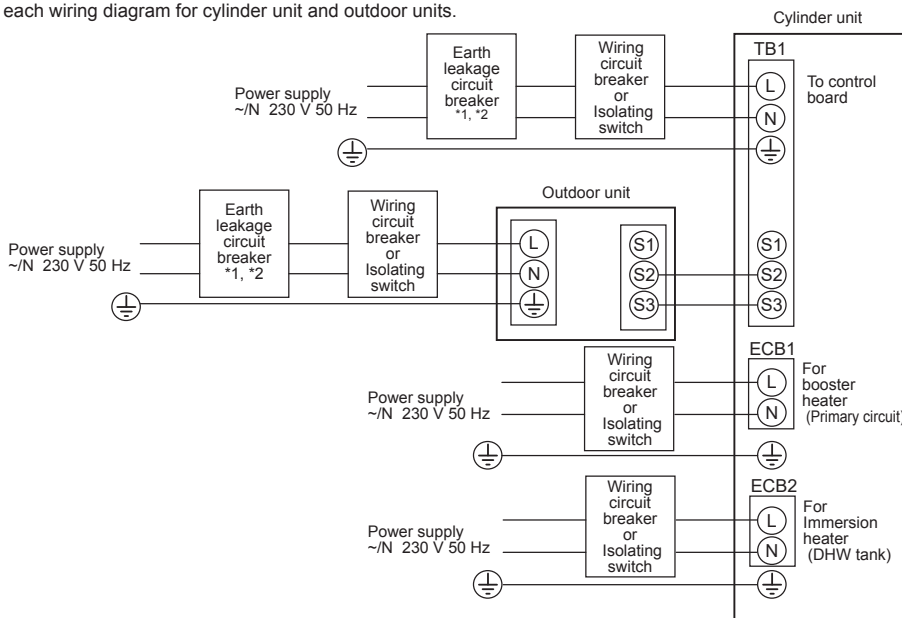 each wiring diagram for cylinder unit and outdoor units.
Cylinder unit
TB1
Earth
leakage
circuit
breaker
*1, *2
Wiring
circuit
breaker
or
Isolating
switch
Power supply
~/N 230 V 50 Hz
L
N
To control
board
Outdoor unit
Earth
leakage
circuit
breaker
*1, *2
Wiring
circuit
breaker
or
Isolating
switch
Power supply
~/N 230 V 50 Hz
L
N
S1
S2
S3
S1
S2
S3
ECB1
Wiring
circuit
breaker
or
Isolating
switch
Power supply
~/N 230 V 50 Hz
L
N
For
booster
heater
(Primary circuit)
ECB2
Wiring
circuit
breaker
or
Isolating
switch
Power supply
~/N 230 V 50 Hz
L
N
For
Immersion
heater
(DHW tank)